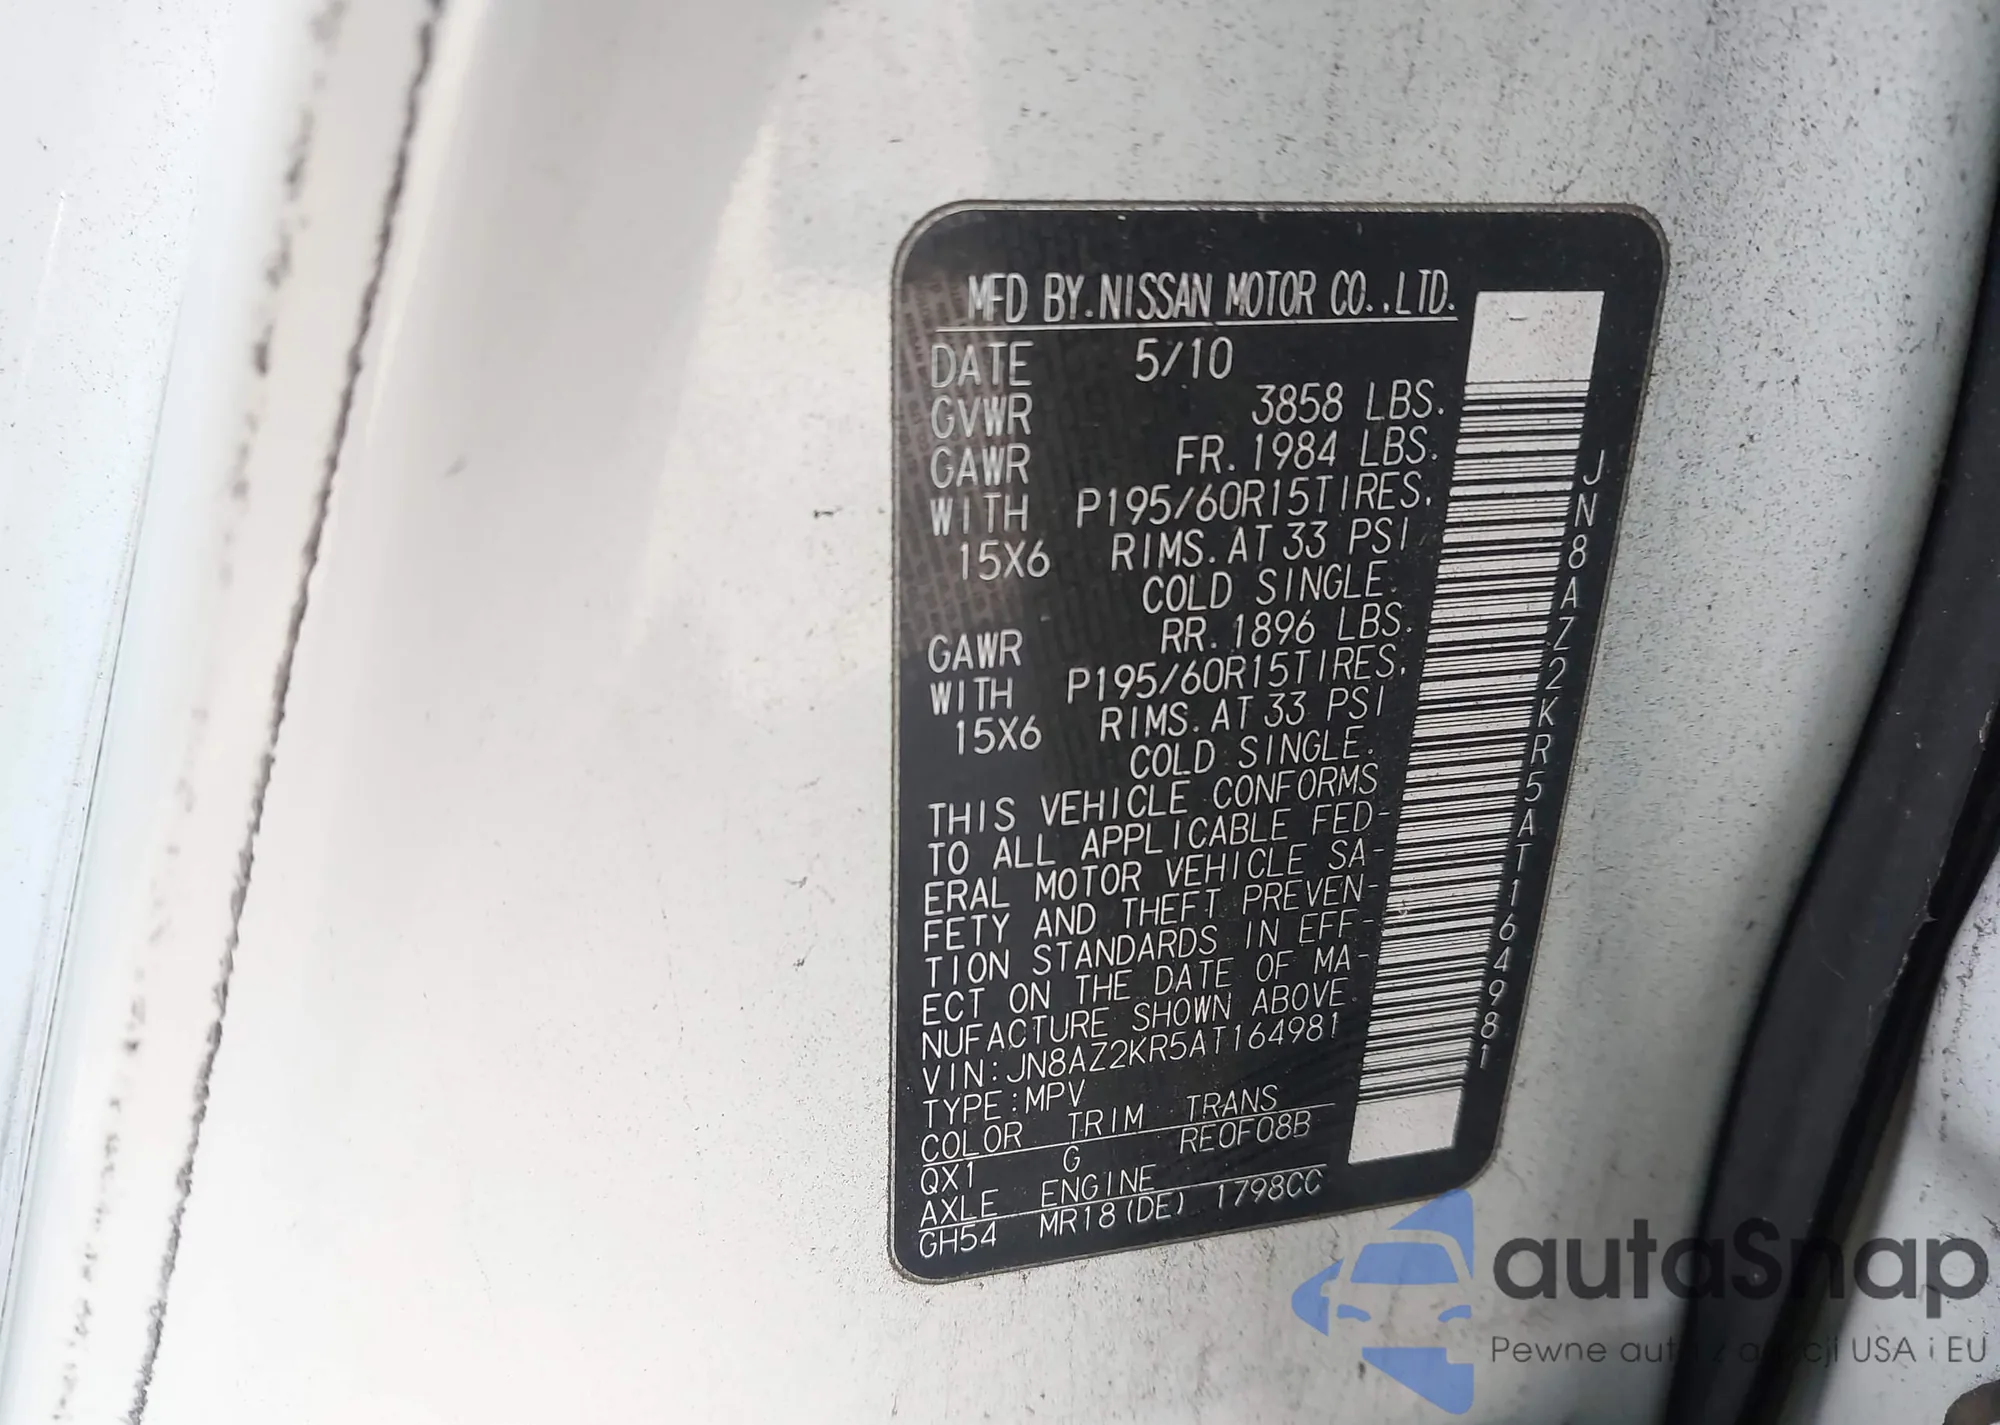 MFD BY.NISSAN MOTOR CO.,LTD.
DATE 5/10
GVWR 3858 LBS.
GAWR FR. 1984 LBS.
WITH P195/60R15TIRES,
15X6 RIMS. AT 33 PSI
COLD SINGLE.
GAWR RR. 1896 LBS.
WITH P195/60R15TIRES,
15X6 RIMS. AT 33 PSI
COLD SINGLE.
THIS VEHICLE CONFORMS
TO ALL APPLICABLE FED-
ERAL MOTOR VEHICLE SA-
FETY AND THEFT PREVEN-
TION STANDARDS IN EFF-
ECT ON THE DATE OF MA-
NUFACTURE SHOWN ABOVE.
VIN:JN8AZ2KR5AT164981
TYPE:MPV
COLOR TRIM TRANS
QX1 G RE0F08B
AXLE ENGINE
GH54 MR18(DE) 1798CC
JN8AZ2KR5AT164981
autaSnap
Pewne auta z aukcji USA i EU